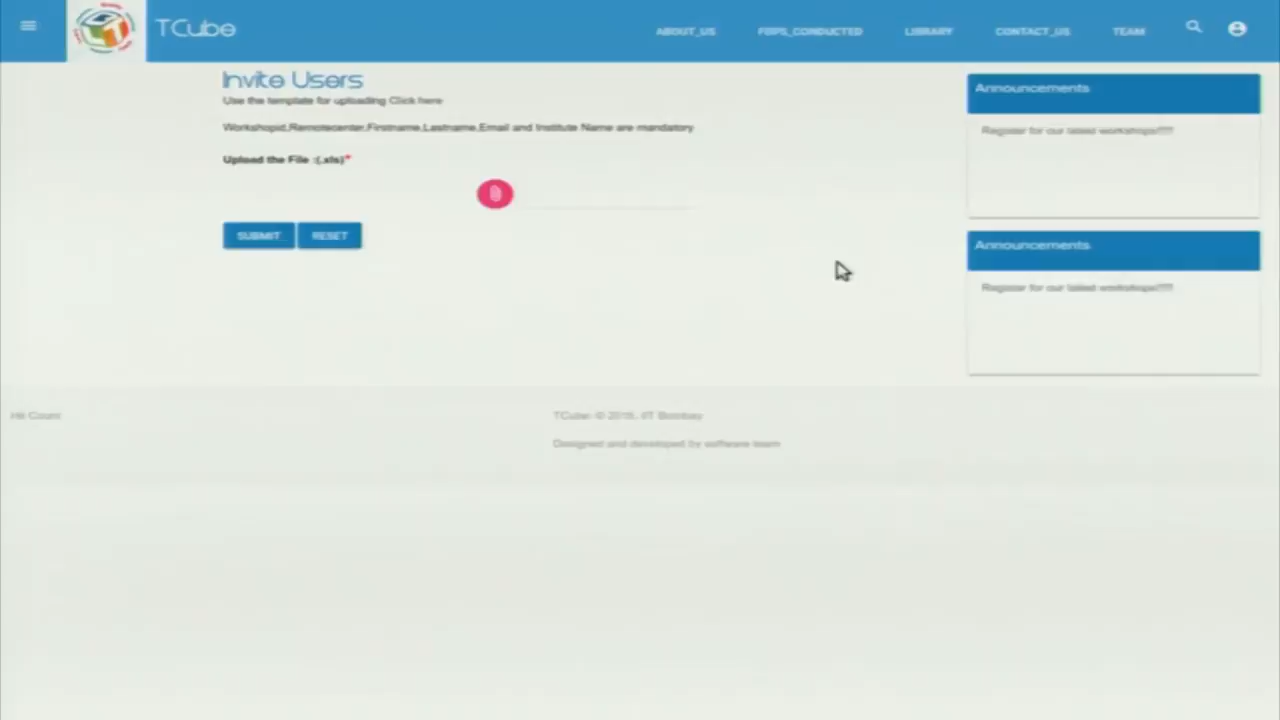 TCube
ABOUT_US
FDPS_CONDUCTED
LIBRARY
CONTACT_US
TEAM
Invite Users
Use the template for uploading Click here
Workshopid,Remotecenter,Firstname,Lastname,Email and Institute Name are mandatory
Upload the File :(.xls)*
SUBMIT
RESET
Announcements
Register for our latest workshops!!!!!
Announcements
Register for our latest workshops!!!!!
Hit Count
TCube © 2016, IIT Bombay
Designed and developed by software team